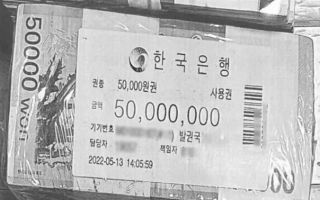 50000 won
한국은행
권종 50,000원권 사용권
금액 50,000,000
기기번호 발권국
담당자 책임자
2022-05-13 14:05:59